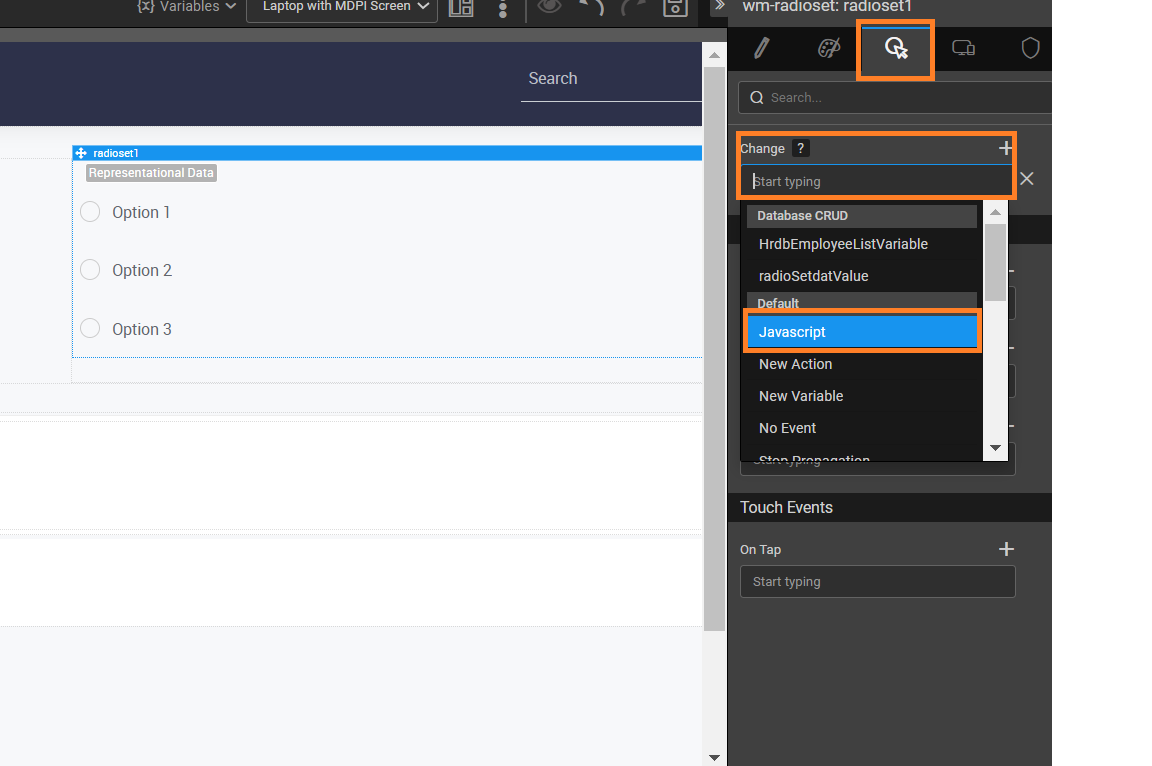 {x} Variables
Laptop with MDPI Screen
wm-radioset: radioset1
Search
Search...
radioset1
Representational Data
Option 1
Option 2
Option 3
Change ?
Start typing
Database CRUD
HrdbEmployeeListVariable
radioSetdatValue
Default
Javascript
New Action
New Variable
No Event
Stop Propagation
Start typing
Touch Events
On Tap
Start typing